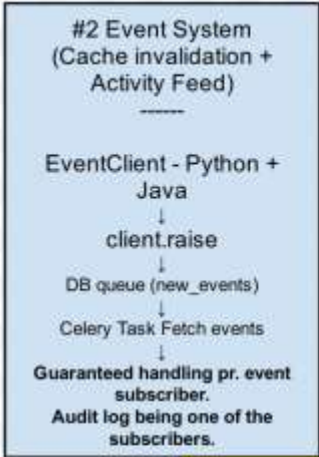 #2 Event System
(Cache invalidation +
Activity Feed)
------
EventClient - Python +
Java
↓
client.raise
↓
DB queue (new_events)
↓
Celery Task Fetch events
↓
Guaranteed handling pr. event
subscriber.
Audit log being one of the
subscribers.